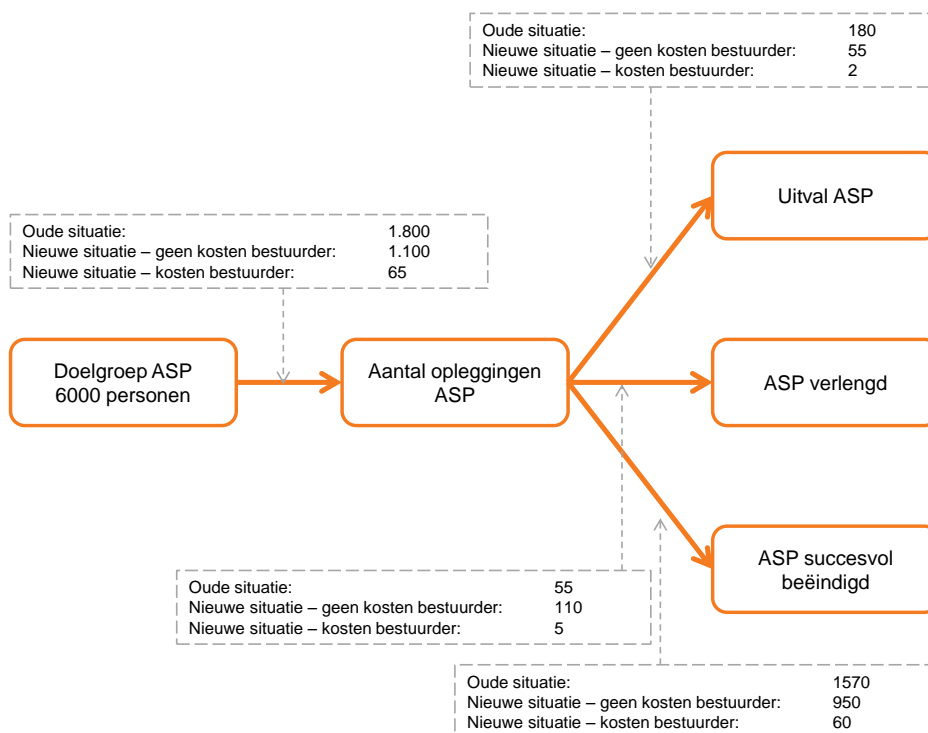 Oude situatie: 180
Nieuwe situatie – geen kosten bestuurder: 55
Nieuwe situatie – kosten bestuurder: 2
Uitval ASP
Oude situatie: 1.800
Nieuwe situatie – geen kosten bestuurder: 1.100
Nieuwe situatie – kosten bestuurder: 65
Doelgroep ASP
6000 personen
Aantal opleggingen
ASP
ASP verlengd
ASP succesvol
beëindigd
Oude situatie: 55
Nieuwe situatie – geen kosten bestuurder: 110
Nieuwe situatie – kosten bestuurder: 5
Oude situatie: 1570
Nieuwe situatie – geen kosten bestuurder: 950
Nieuwe situatie – kosten bestuurder: 60